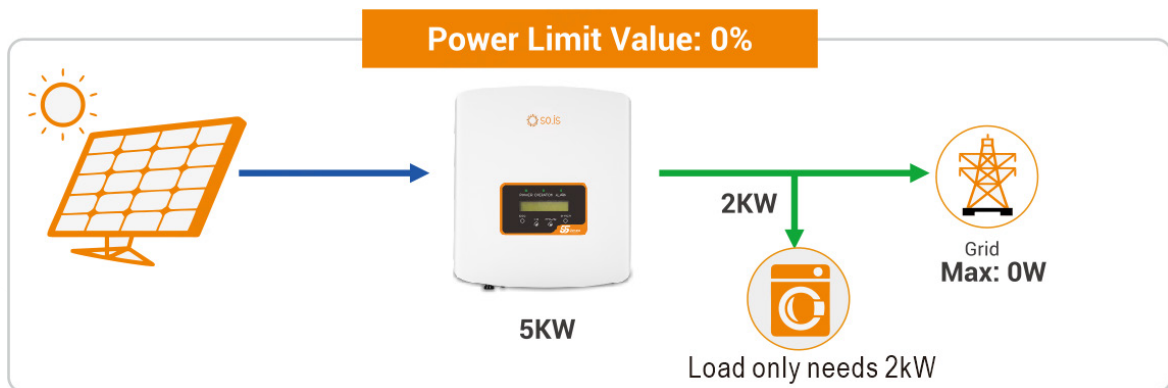 Power Limit Value: 0%
so.is
2KW
Grid
Max: 0W
5KW
Load only needs 2kW